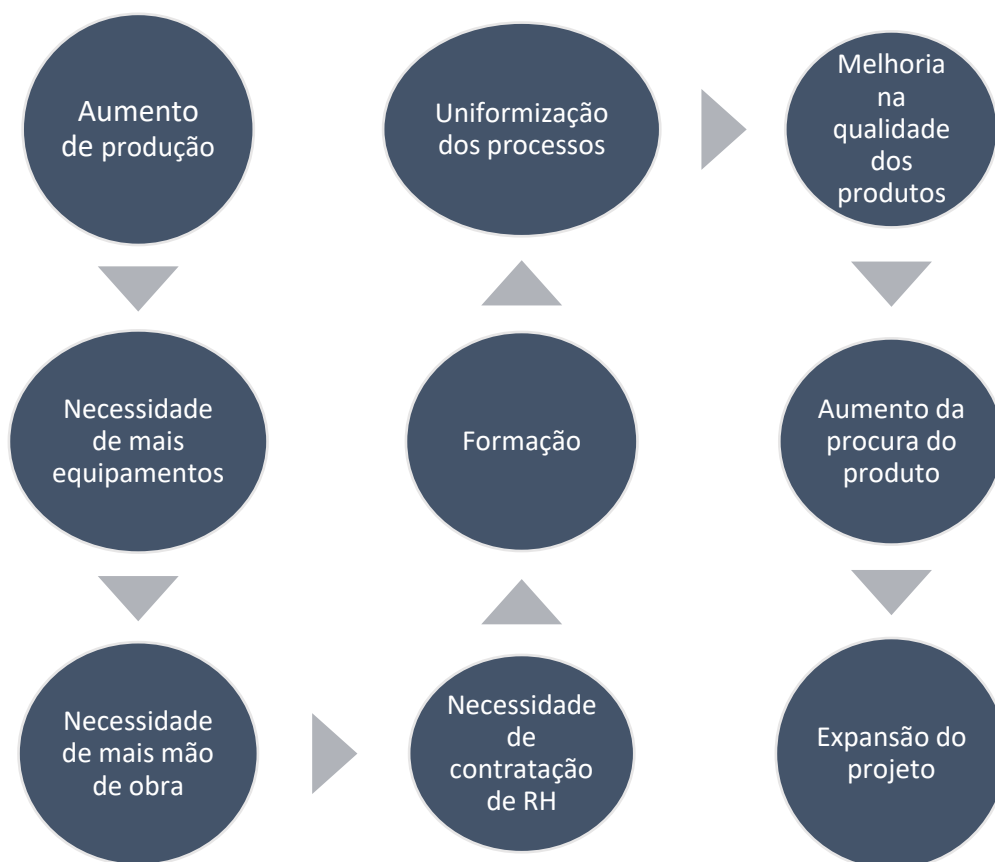 Aumento
de produção
Necessidade
de mais
equipamentos
Necessidade
de mais mão
de obra
Necessidade
de
contratação
de RH
Formação
Uniformização
dos processos
Melhoria
na
qualidade
dos
produtos
Aumento da
procura do
produto
Expansão do
projeto